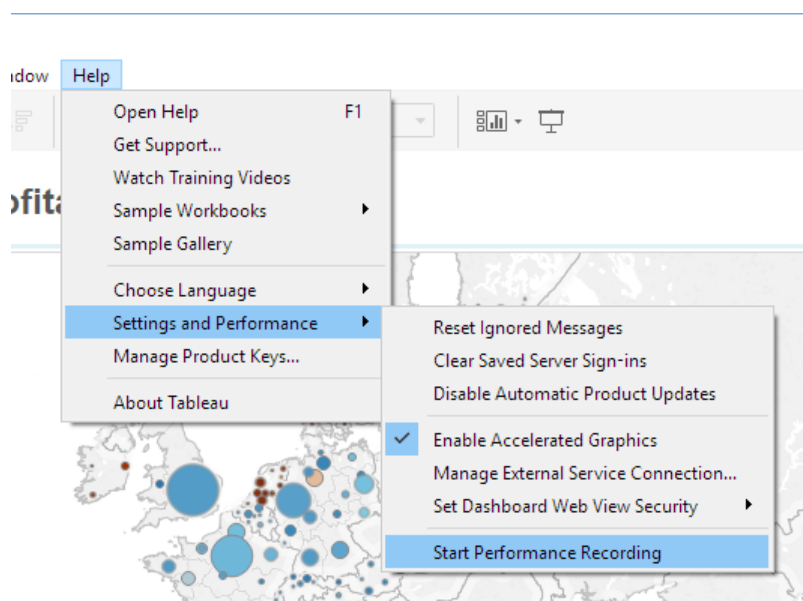 Help
Open Help F1
Get Support...
Watch Training Videos
Sample Workbooks
Sample Gallery
Choose Language
Settings and Performance
Manage Product Keys...
About Tableau
Reset Ignored Messages
Clear Saved Server Sign-ins
Disable Automatic Product Updates
Enable Accelerated Graphics
Manage External Service Connection...
Set Dashboard Web View Security
Start Performance Recording